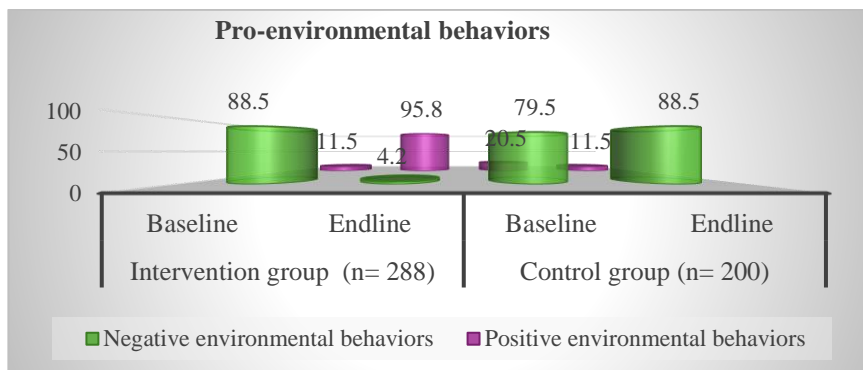 Pro-environmental behaviors
88.5 95.8 79.5 88.5
100
11.5 4.2 20.5 11.5
50
0
Baseline Endline Baseline Endline
Intervention group (n= 288) Control group (n= 200)
Negative environmental behaviors Positive environmental behaviors